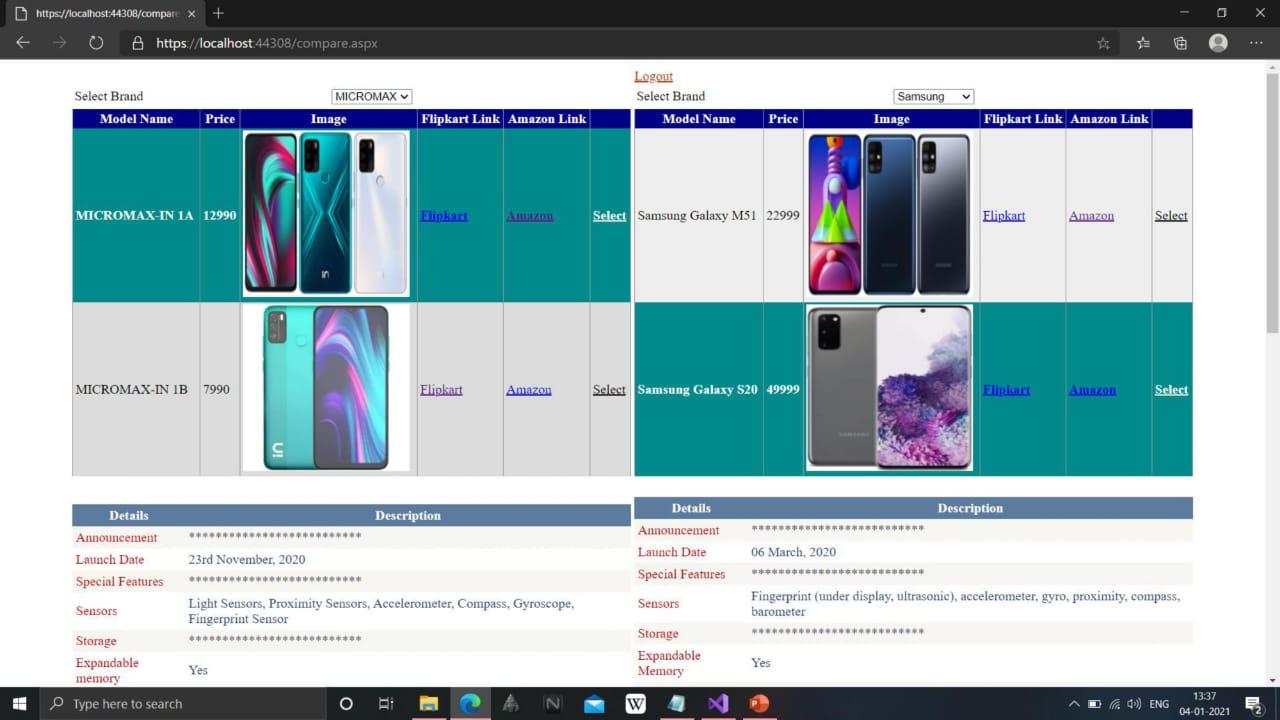 https://localhost:44308/compare
https://localhost:44308/compare.aspx
Logout
Select Brand MICROMAX
Select Brand Samsung
Model Name Price Image Flipkart Link Amazon Link
MICROMAX-IN 1A 12990 Flipkart Amazon Select
in
MICROMAX-IN 1B 7990 Flipkart Amazon Select
in
Model Name Price Image Flipkart Link Amazon Link
Samsung Galaxy M51 22999 Flipkart Amazon Select
Samsung Galaxy S20 49999 Flipkart Amazon Select
SAMSUNG
Details Description
Announcement **************************
Launch Date 23rd November, 2020
Special Features **************************
Sensors Light Sensors, Proximity Sensors, Accelerometer, Compass, Gyroscope,
Fingerprint Sensor
Storage **************************
Expandable
memory Yes
Details Description
Announcement **************************
Launch Date 06 March, 2020
Special Features **************************
Sensors Fingerprint (under display, ultrasonic), accelerometer, gyro, proximity, compass,
barometer
Storage **************************
Expandable
Memory Yes
Type here to search
W
N
P
ENG
13:37
04-01-2021
2